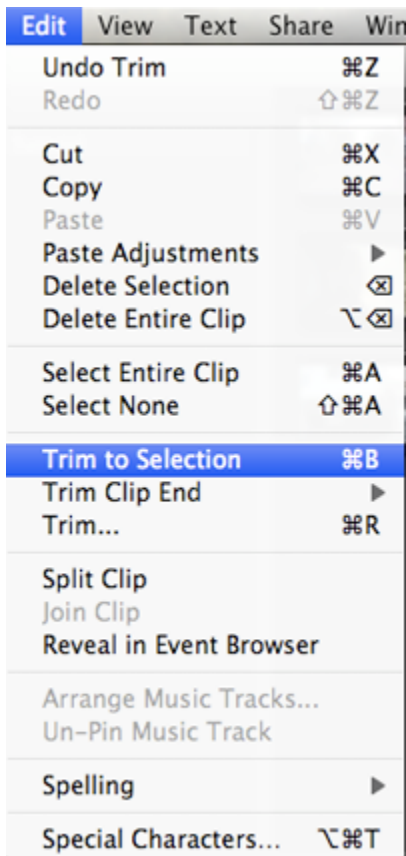 Edit View Text Share Win
Undo Trim ⌘Z
Redo ⇧⌘Z
Cut ⌘X
Copy ⌘C
Paste ⌘V
Paste Adjustments ▶
Delete Selection ⌫
Delete Entire Clip ⌥⌫
Select Entire Clip ⌘A
Select None ⇧⌘A
Trim to Selection ⌘B
Trim Clip End ▶
Trim... ⌘R
Split Clip
Join Clip
Reveal in Event Browser
Arrange Music Tracks...
Un-Pin Music Track
Spelling ▶
Special Characters... ⌥⌘T